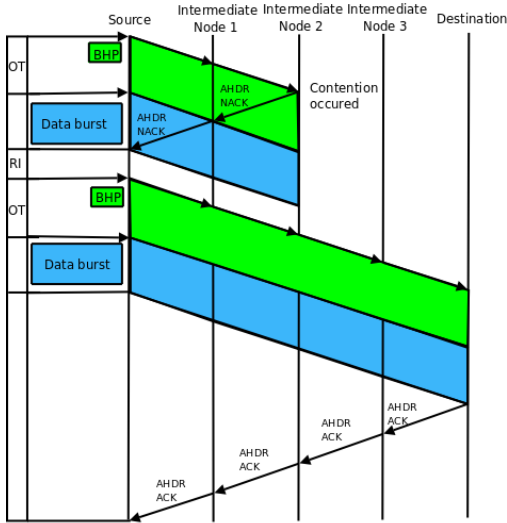 Source
Intermediate
Node 1
Intermediate
Node 2
Intermediate
Node 3
Destination
OT
BHP
AHDR
NACK
Contention
occured
Data burst
AHDR
NACK
RI
OT
BHP
Data burst
AHDR
ACK
AHDR
ACK
AHDR
ACK
AHDR
ACK